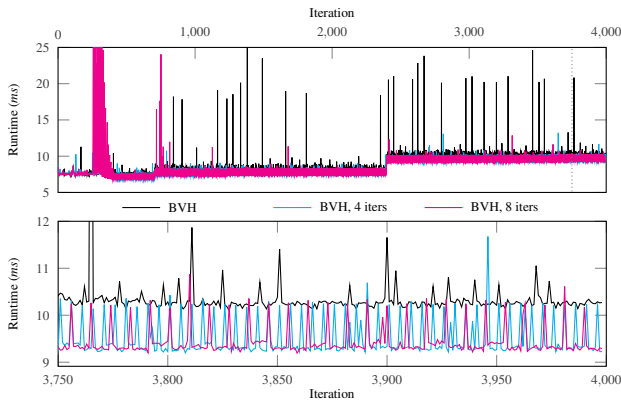 Iteration
0 1,000 2,000 3,000 4,000
25
20
15
10
5
Runtime (ms)
BVH BVH, 4 iters BVH, 8 iters
12
11
10
9
Runtime (ms)
3,750 3,800 3,850 3,900 3,950 4,000
Iteration